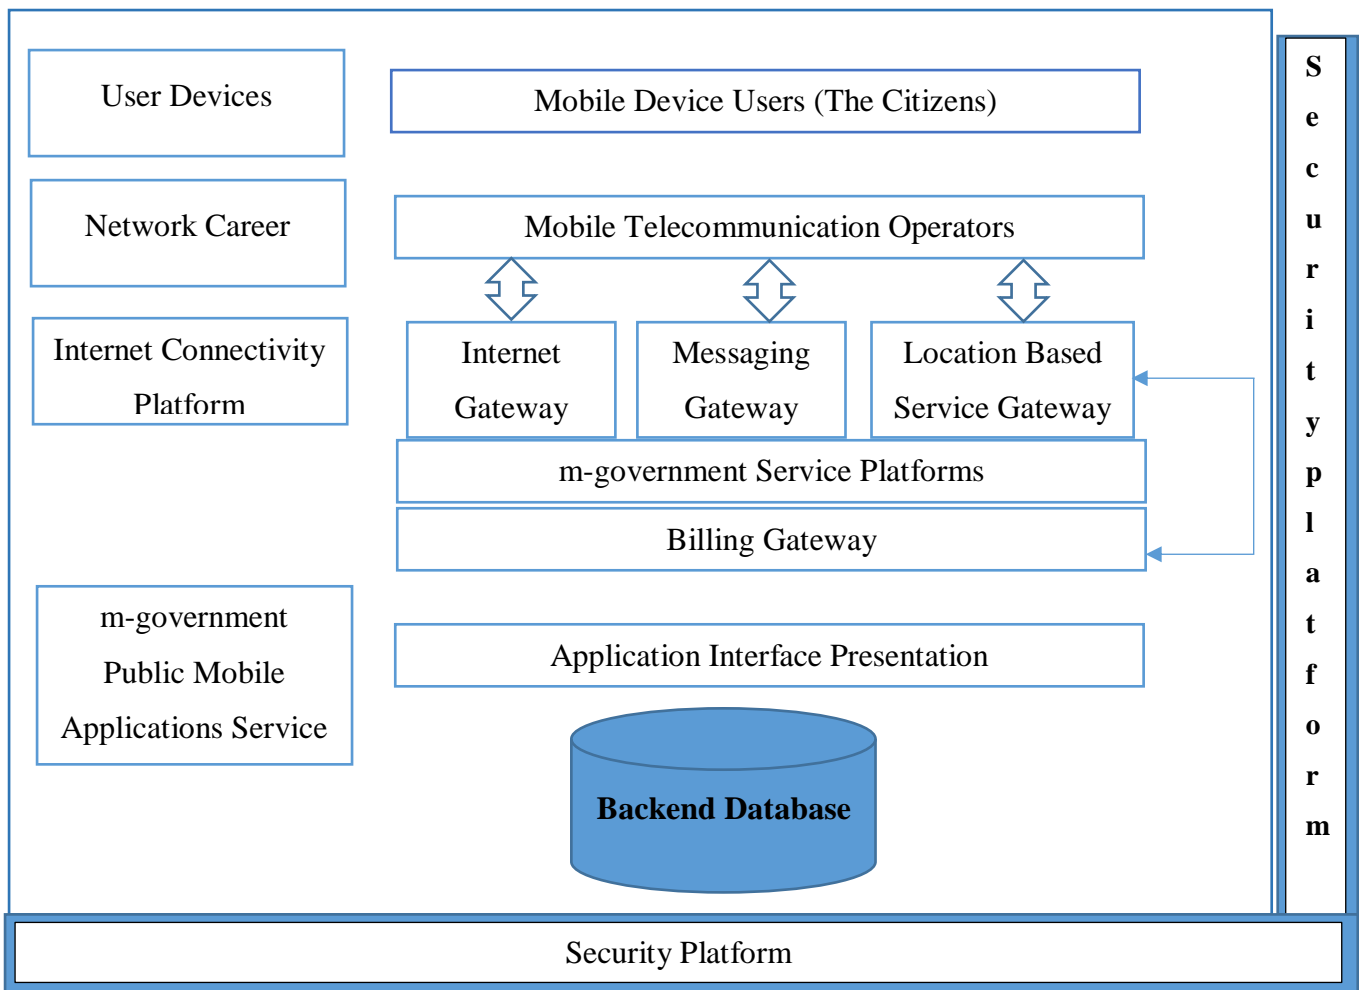 User Devices
Mobile Device Users (The Citizens)
Network Career
Mobile Telecommunication Operators
Internet Connectivity
Platform
Internet
Gateway
Messaging
Gateway
Location Based
Service Gateway
m-government Service Platforms
Billing Gateway
m-government
Public Mobile
Applications Service
Application Interface Presentation
Backend Database
S
e
c
u
r
i
t
y
p
l
a
t
f
o
r
m
Security Platform